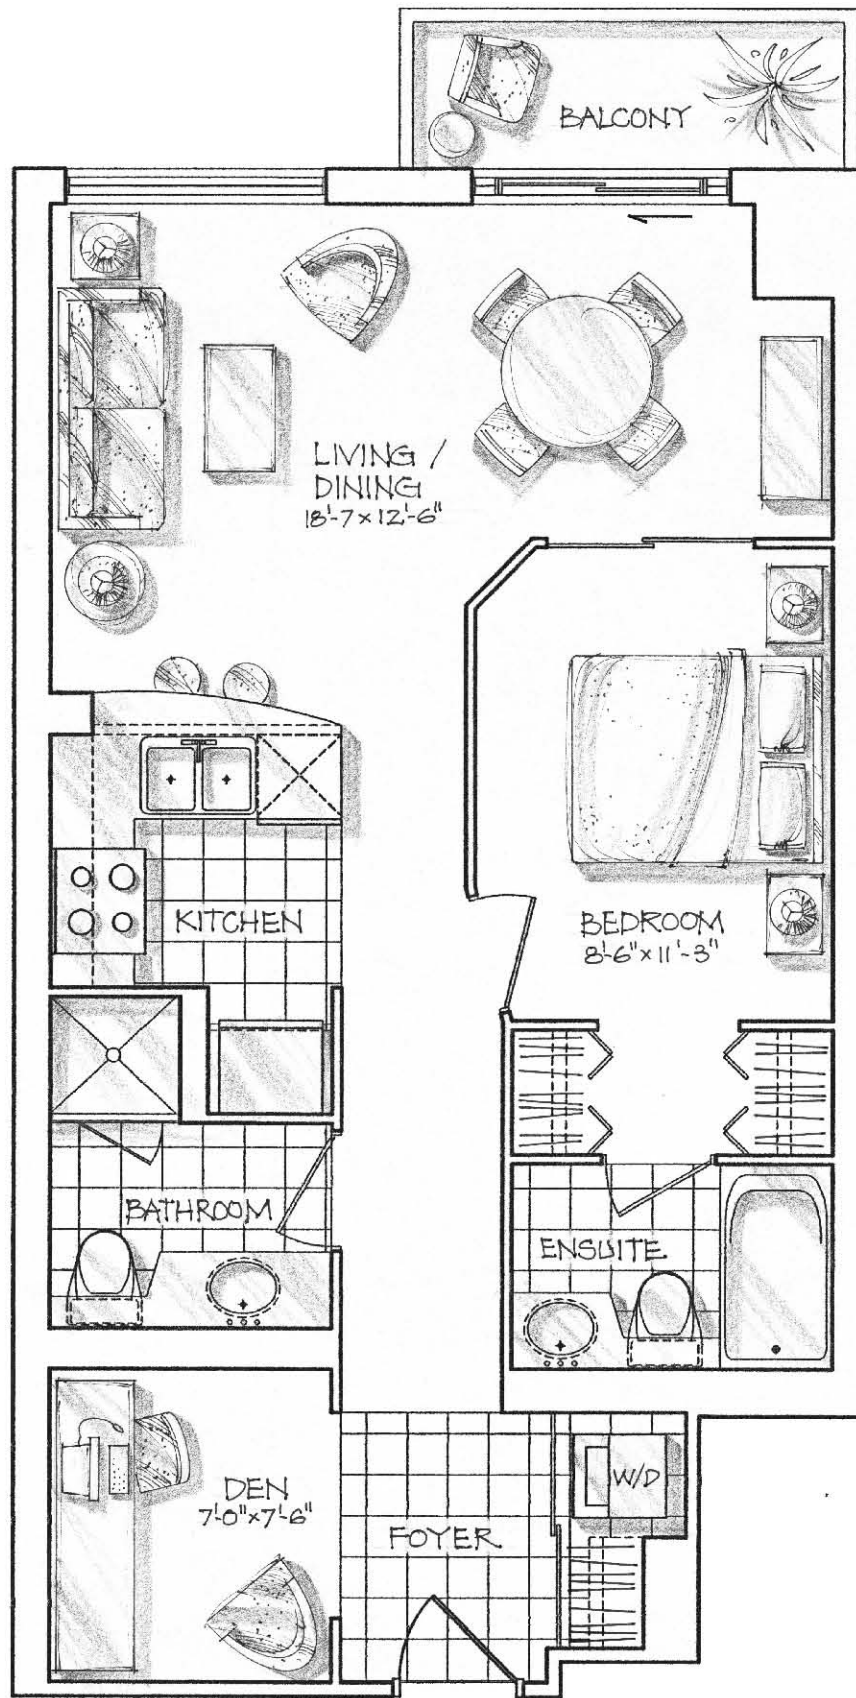 BALCONY
LIVING /
DINING
18'-7 x 12'-6"
KITCHEN
BEDROOM
8'-6" x 11'-3"
BATHROOM
ENSUITE
DEN
7'-0" x 7'-6"
W/D
FOYER